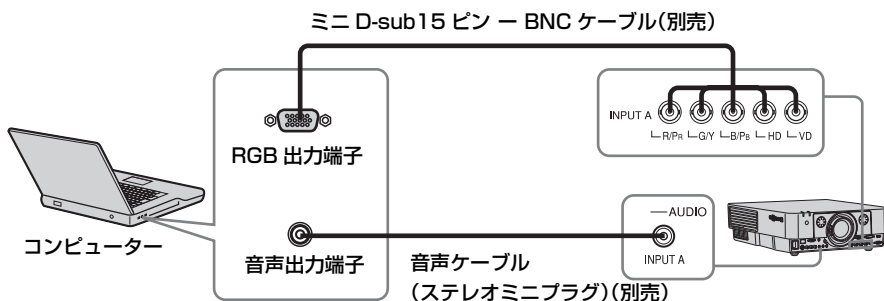 ミニ D-sub15 ピン ー BNC ケーブル(別売)
INPUT A
R/PR G/Y B/PB HD VD
RGB 出力端子
AUDIO
INPUT A
コンピューター
音声出力端子
音声ケーブル
(ステレオミニプラグ)(別売)